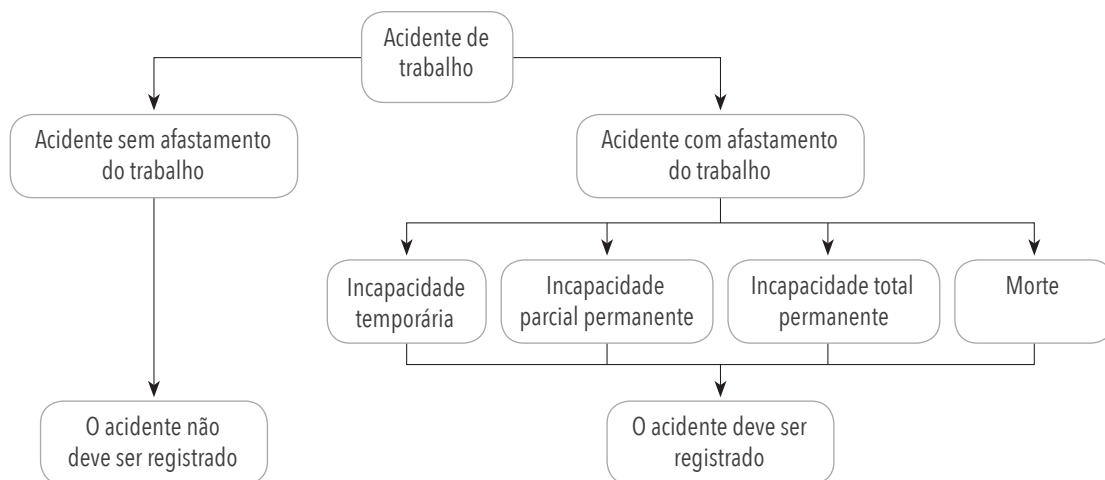 Acidente de
trabalho
Acidente sem afastamento
do trabalho
Acidente com afastamento
do trabalho
Incapacidade
temporária
Incapacidade
parcial permanente
Incapacidade total
permanente
Morte
O acidente não
deve ser registrado
O acidente deve ser
registrado